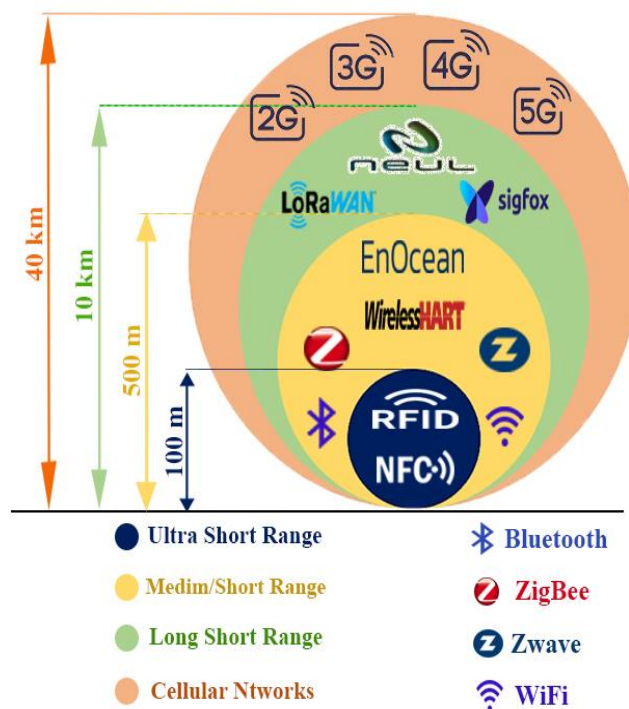 3G 4G
2G 5G
neUL
LoRaWAN sigfox
EnOcean
WirelessHART
Z Z
RFID
NFC
40 km
10 km
500 m
100 m
Ultra Short Range
Bluetooth
Medim/Short Range
Z ZigBee
Long Short Range
Z Zwave
Cellular Ntworks
WiFi